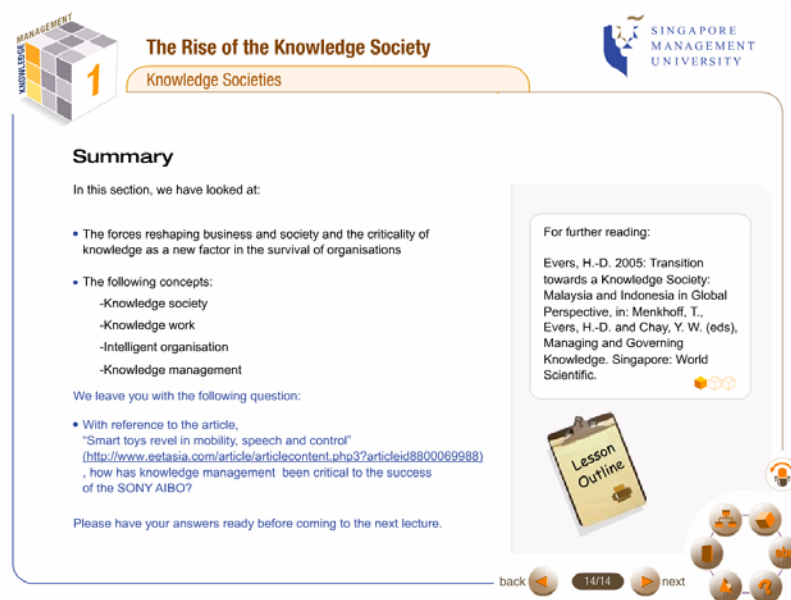 KNOWLEDGE
MANAGEMENT
1
The Rise of the Knowledge Society
Knowledge Societies
SINGAPORE
MANAGEMENT
UNIVERSITY
Summary
In this section, we have looked at:
• The forces reshaping business and society and the criticality of
knowledge as a new factor in the survival of organisations
• The following concepts:
-Knowledge society
-Knowledge work
-Intelligent organisation
-Knowledge management
We leave you with the following question:
• With reference to the article,
“Smart toys revel in mobility, speech and control”
(http://www.eetasia.com/article/articlecontent.php3?articleid8800069988)
, how has knowledge management been critical to the success
of the SONY AIBO?
Please have your answers ready before coming to the next lecture.
For further reading:
Evers, H.-D. 2005: Transition
towards a Knowledge Society:
Malaysia and Indonesia in Global
Perspective, in: Menkhoff, T.,
Evers, H.-D. and Chay, Y. W. (eds),
Managing and Governing
Knowledge. Singapore: World
Scientific.
Lesson
Outline
back
14/14
next